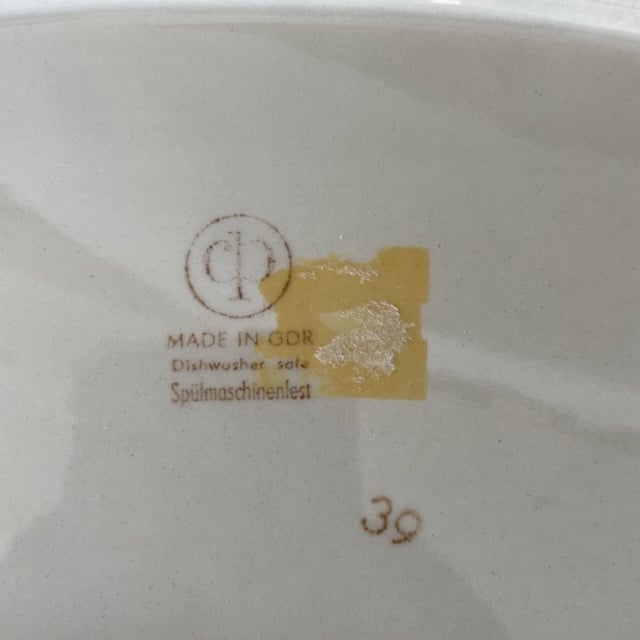 MADE IN GDR
Dishwasher safe
Spülmaschinenfest
39